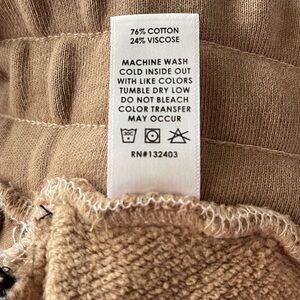 76% COTTON
24% VISCOSE
MACHINE WASH
COLD INSIDE OUT
WITH LIKE COLORS
TUMBLE DRY LOW
DO NOT BLEACH
COLOR TRANSFER
MAY OCCUR
30C
RN#132403